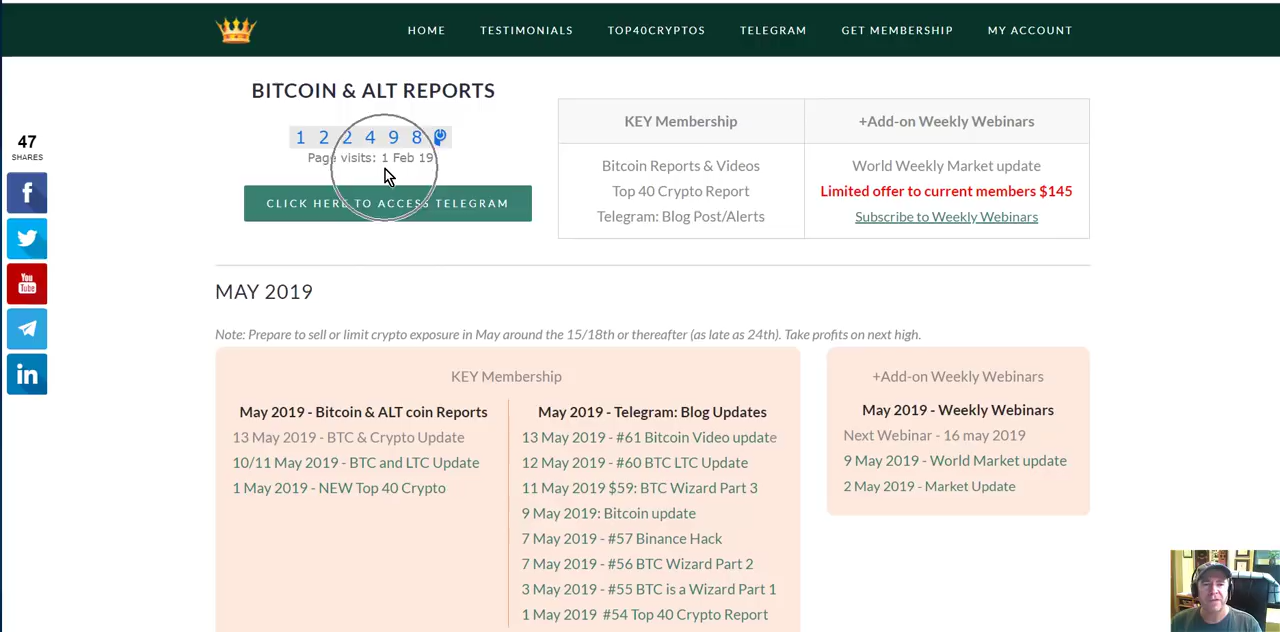 HOME
TESTIMONIALS
TOP40CRYPTOS
TELEGRAM
GET MEMBERSHIP
MY ACCOUNT
BITCOIN & ALT REPORTS
1 2 2 4 9 8
Page visits: 1 Feb 19
CLICK HERE TO ACCESS TELEGRAM
KEY Membership
+Add-on Weekly Webinars
Bitcoin Reports & Videos
Top 40 Crypto Report
Telegram: Blog Post/Alerts
World Weekly Market update
Limited offer to current members $145
Subscribe to Weekly Webinars
47
SHARES
You
Tube
MAY 2019
Note: Prepare to sell or limit crypto exposure in May around the 15/18th or thereafter (as late as 24th). Take profits on next high.
KEY Membership
May 2019 - Bitcoin & ALT coin Reports
13 May 2019 - BTC & Crypto Update
10/11 May 2019 - BTC and LTC Update
1 May 2019 - NEW Top 40 Crypto
May 2019 - Telegram: Blog Updates
13 May 2019 - #61 Bitcoin Video update
12 May 2019 - #60 BTC LTC Update
11 May 2019 $59: BTC Wizard Part 3
9 May 2019: Bitcoin update
7 May 2019 - #57 Binance Hack
7 May 2019 - #56 BTC Wizard Part 2
3 May 2019 - #55 BTC is a Wizard Part 1
1 May 2019 #54 Top 40 Crypto Report
+Add-on Weekly Webinars
May 2019 - Weekly Webinars
Next Webinar - 16 may 2019
9 May 2019 - World Market update
2 May 2019 - Market Update